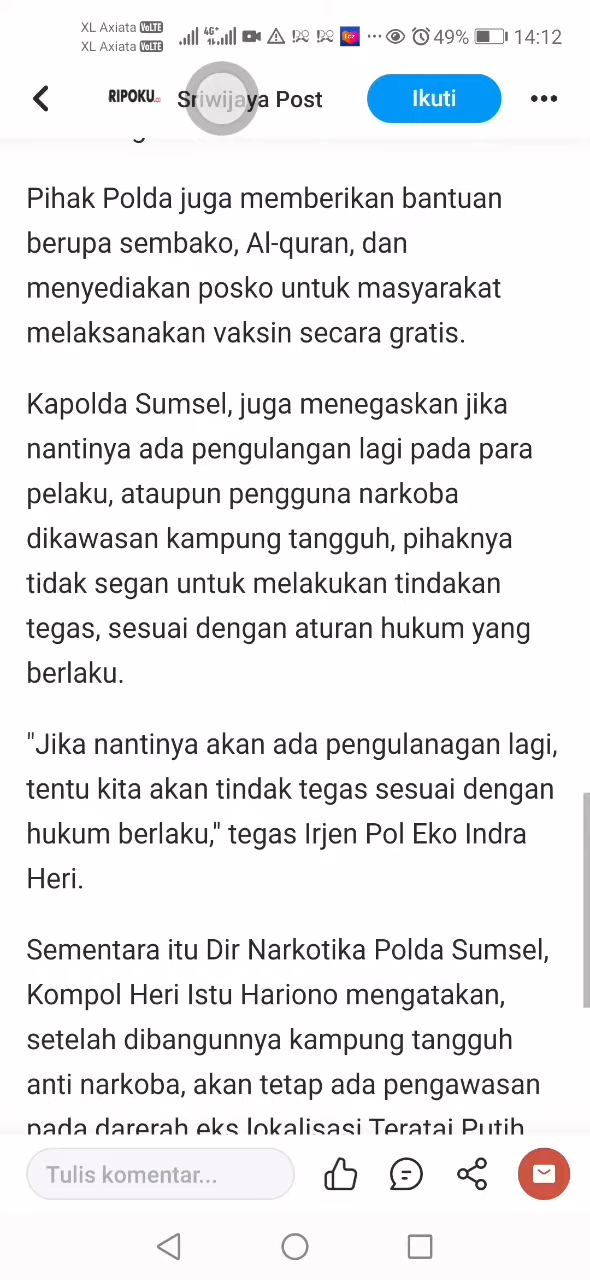 XL Axiata VoLTE
XL Axiata VoLTE
4G+
49%
14:12
RIPOKU
Sriwijaya Post
Ikuti
Pihak Polda juga memberikan bantuan
berupa sembako, Al-quran, dan
menyediakan posko untuk masyarakat
melaksanakan vaksin secara gratis.
Kapolda Sumsel, juga menegaskan jika
nantinya ada pengulangan lagi pada para
pelaku, ataupun pengguna narkoba
dikawasan kampung tangguh, pihaknya
tidak segan untuk melakukan tindakan
tegas, sesuai dengan aturan hukum yang
berlaku.
"Jika nantinya akan ada pengulanagan lagi,
tentu kita akan tindak tegas sesuai dengan
hukum berlaku," tegas Irjen Pol Eko Indra
Heri.
Sementara itu Dir Narkotika Polda Sumsel,
Kompol Heri Istu Hariono mengatakan,
setelah dibangunnya kampung tangguh
anti narkoba, akan tetap ada pengawasan
pada darerah eks lokalisasi Teratai Putih
Tulis komentar...